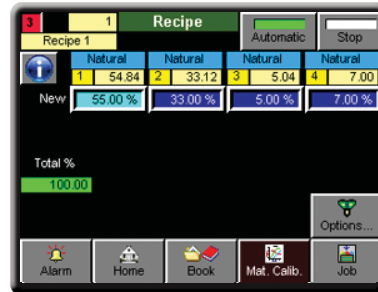 3 1 Recipe
Recipe 1 Automatic Stop
Natural Natural Natural Natural
1 54.84 2 33.12 3 5.04 4 7.00
New 55.00 % 33.00 % 5.00 % 7.00 %
Total %
100.00
Options...
Alarm Home Book Mat. Calib. Job